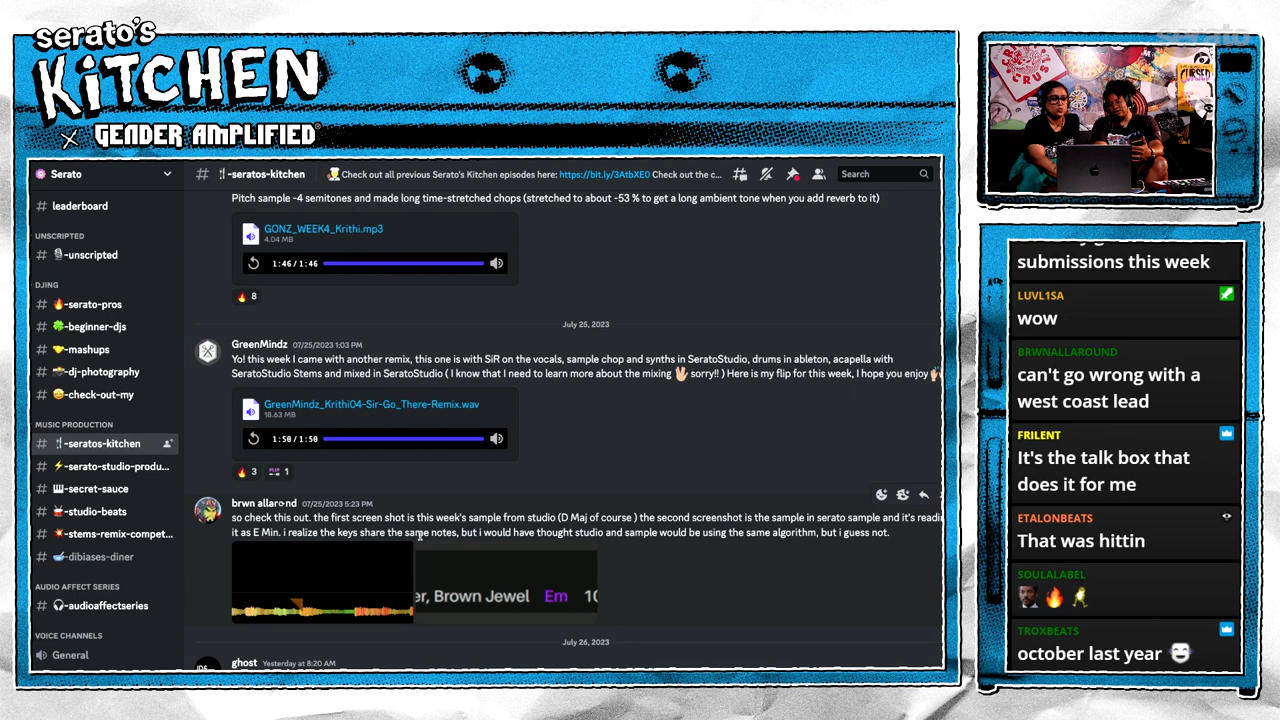 serato's
KiTCHEN
X GENDER AMPLIFIED®
Serato
# leaderboard
UNSCRIPTED
# -unscripted
DJING
# -serato-pros
# -beginner-djs
# -mashups
# -dj-photography
# -check-out-my
MUSIC PRODUCTION
# -seratos-kitchen
# -serato-studio-produ...
# -secret-sauce
# -studio-beats
# -stems-remix-compet...
# -dibiases-diner
AUDIO AFFECT SERIES
# -audioaffectseries
VOICE CHANNELS
General
# -seratos-kitchen
Check out all previous Serato's Kitchen episodes here: https://bit.ly/3AtbXE0 Check out the c...
Search
Pitch sample -4 semitones and made long time-stretched chops (stretched to about -53 % to get a long ambient tone when you add reverb to it)
GONZ_WEEK4_Krithi.mp3
4.04 MB
1:46/1:46
🔥 8
July 25, 2023
GreenMindz 07/25/2023 1:03 PM
Yo! this week I came with another remix, this one is with SiR on the vocals, sample chop and synths in SeratoStudio, drums in ableton, acapella with
SeratoStudio Stems and mixed in SeratoStudio ( I know that I need to learn more about the mixing sorry!! ) Here is my flip for this week, I hope you enjoy
GreenMindz_Krithi04-Sir-Go_There-Remix.wav
18.63 MB
1:50/1:50
🔥 3 FLIP 1
brwn allar nd 07/25/2023 5:23 PM
so check this out. the first screen shot is this week's sample from studio (D Maj of course ) the second screenshot is the sample in serato sample and it's readi
it as E Min. i realize the keys share the same notes, but i would have thought studio and sample would be using the same algorithm, but i guess not.
er, Brown Jewel Em 10
July 26, 2023
ghost Yesterday at 8:20 AM
serato
CRUST
CURSED
submissions this week
LUVL1SA
wow
BRWNALLAROUND
can't go wrong with a
west coast lead
FRILENT
It's the talk box that
does it for me
ETALONBEATS
That was hittin
SOULALABEL
TROXBEATS
october last year